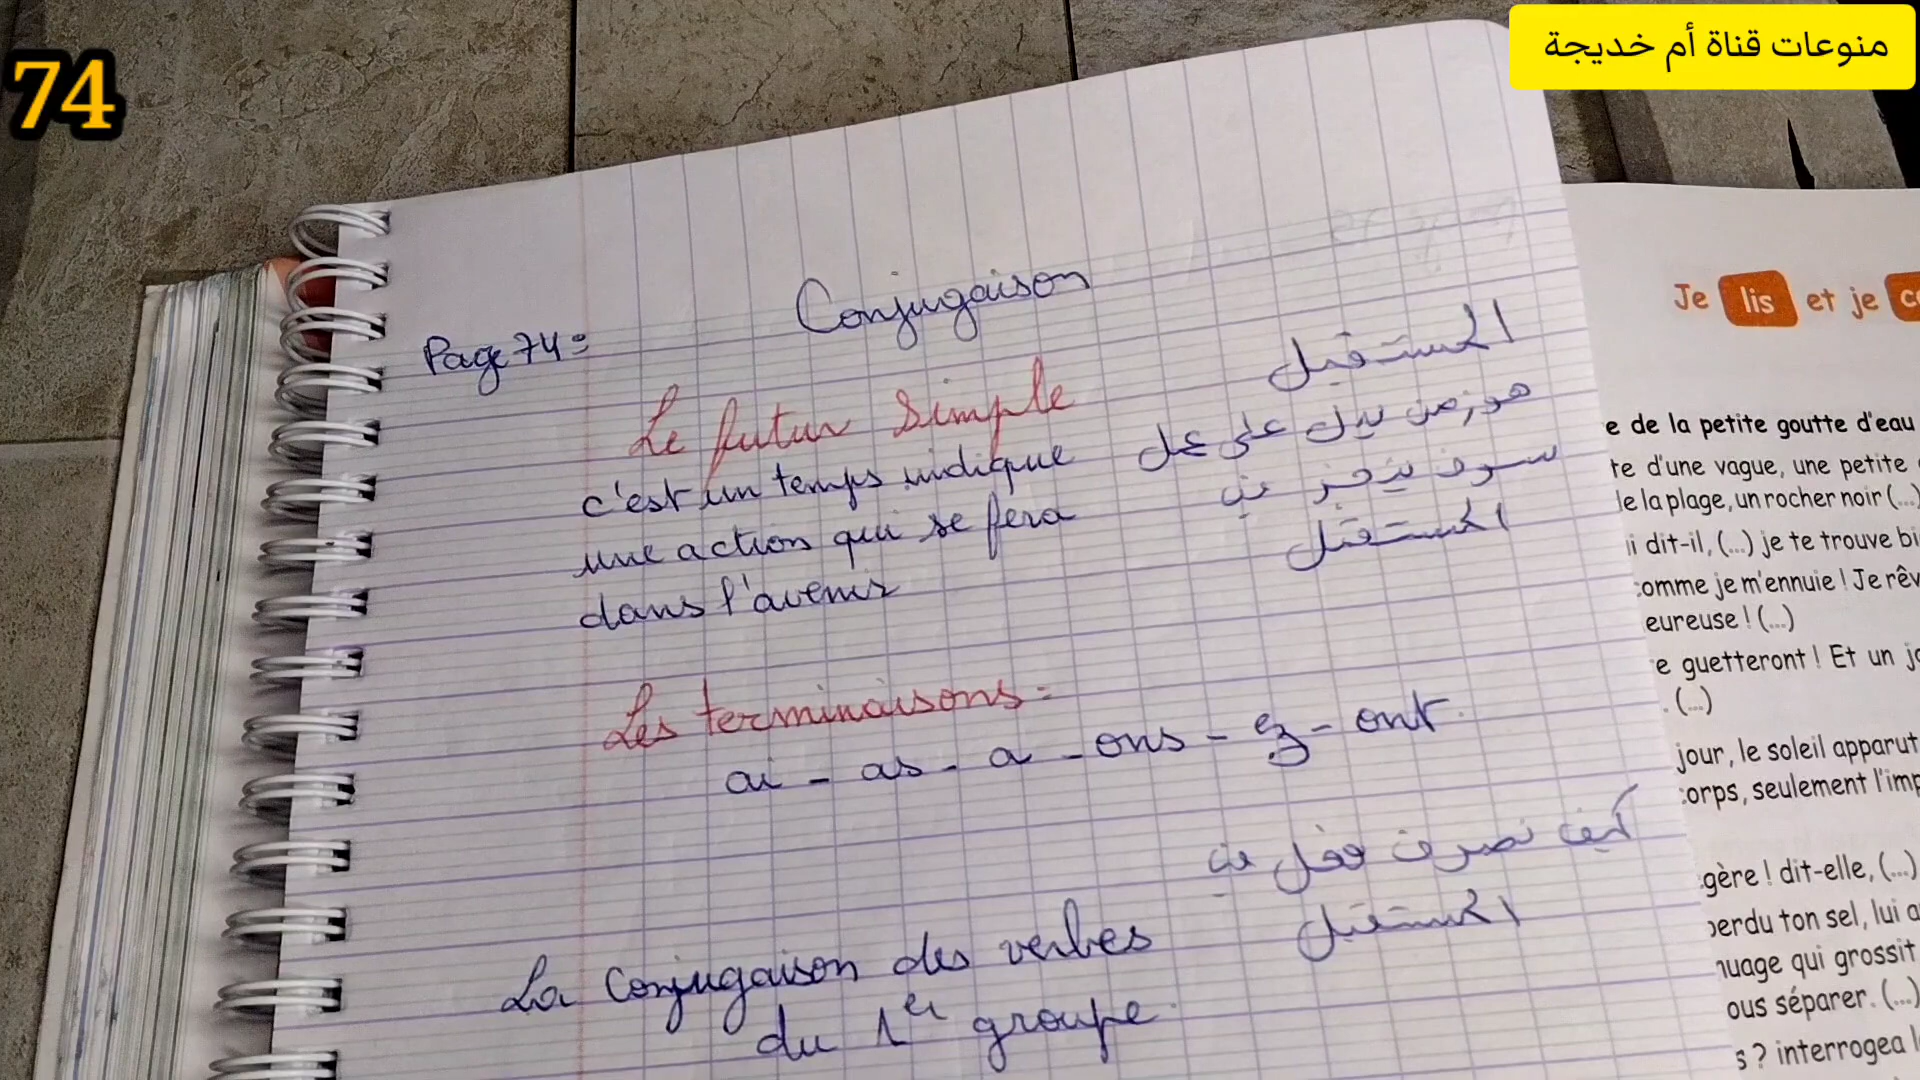 74
منوعات قناة أم خديجة
Conjugaison
Page 74:
Le futur Simple
c'est un temps indique
une action qui se fera
dans l'avenir
المستقبل
هو زمن يدل على عمل
سوف ينجز في
المستقبل
Les terminaisons:
ai - as - a - ons - ez - ont
كيف نصرف فعل في
المستقبل
La Conjugaison des verbes
du 1er groupe.
Je lis et je
e de la petite goutte d'eau
te d'une vague, une petite
le la plage, un rocher noir (...)
ii dit-il, (...) je te trouve bi
omme je m'ennuie ! Je rêv
eureuse ! (...)
e guetteront ! Et un jo
. (...)
jour, le soleil apparut
orps, seulement l'imp
gère ! dit-elle, (...)
perdu ton sel, lui a
nuage qui grossit
ous séparer. (...)
s ? interrogea l